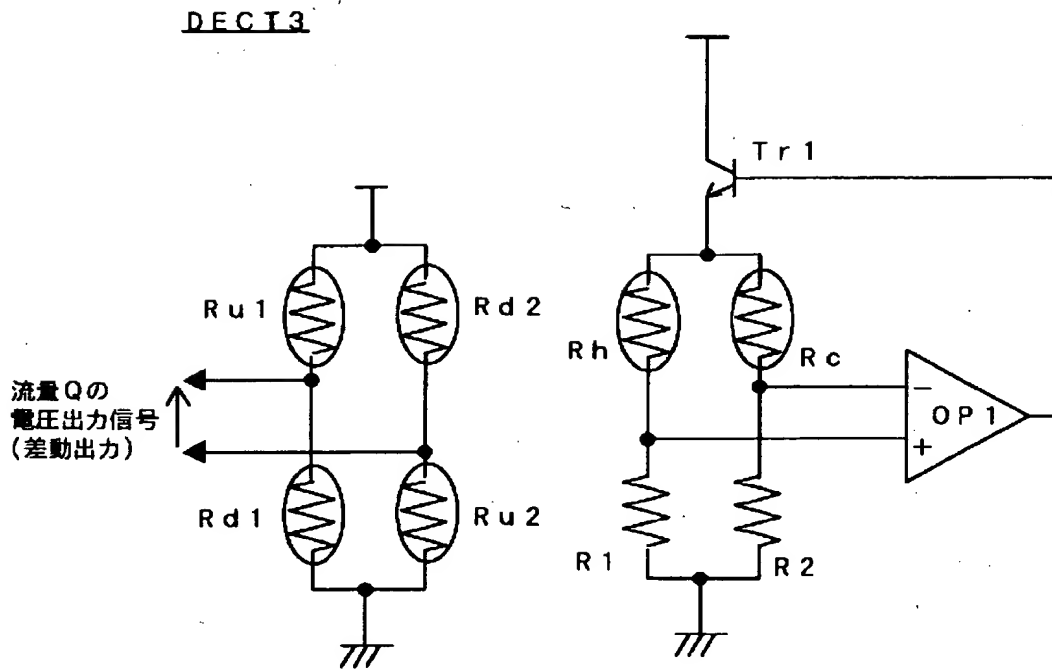 DECT3
Tr1
Ru1
Rd2
Rh
Rc
流量Qの
電圧出力信号
(差動出力)
−
OP1
+
Rd1
Ru2
R1
R2